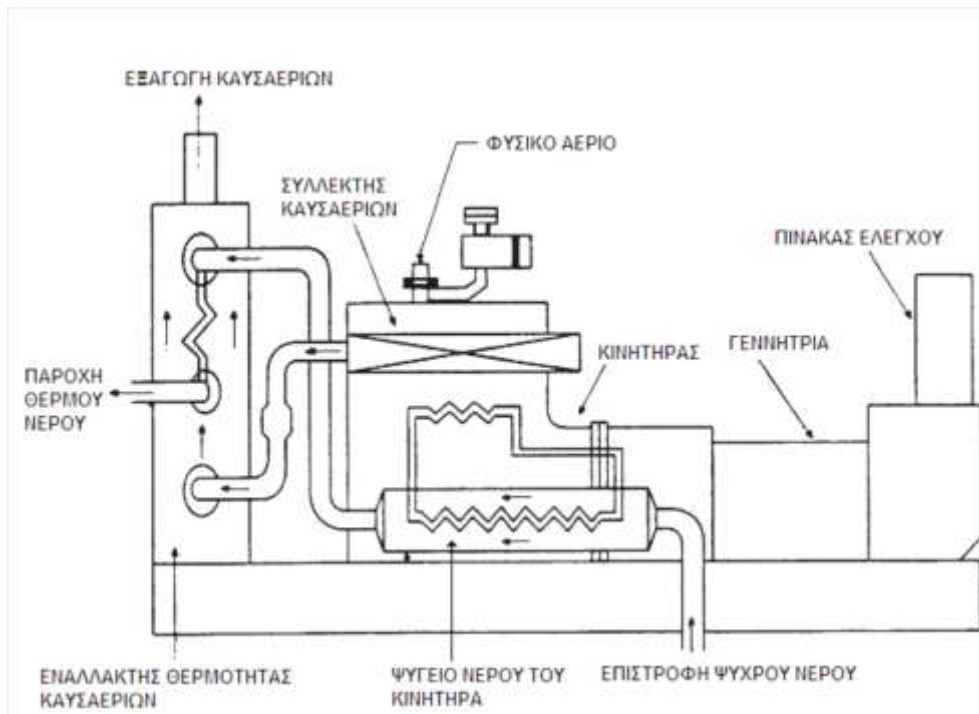 ΕΞΑΓΩΓΗ ΚΑΥΣΑΕΡΙΩΝ
ΦΥΣΙΚΟ ΑΕΡΙΟ
ΣΥΛΛΕΚΤΗΣ
ΚΑΥΣΑΕΡΙΩΝ
ΠΙΝΑΚΑΣ ΕΛΕΓΧΟΥ
ΚΙΝΗΤΗΡΑΣ
ΓΕΝΝΗΤΡΙΑ
ΠΑΡΟΧΗ
ΘΕΡΜΟΥ
ΝΕΡΟΥ
ΕΝΑΛΛΑΚΤΗΣ ΘΕΡΜΟΤΗΤΑΣ
ΚΑΥΣΑΕΡΙΩΝ
ΨΥΓΕΙΟ ΝΕΡΟΥ ΤΟΥ
ΚΙΝΗΤΗΡΑ
ΕΠΙΣΤΡΟΦΗ ΨΥΧΡΟΥ ΝΕΡΟΥ